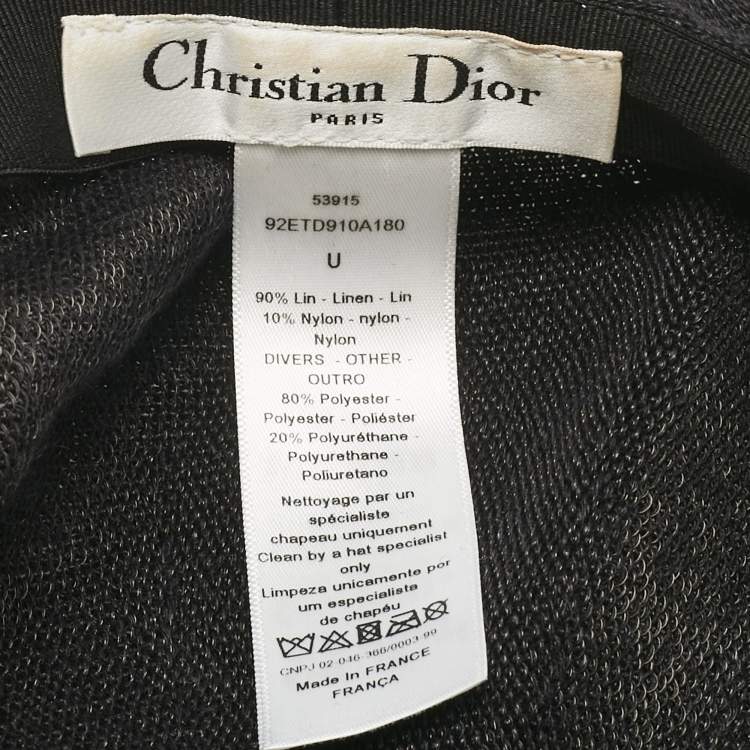 Christian Dior
PARIS
53915
92ETD910A180
U
90% Lin - Linen - Lin
10% Nylon - nylon -
Nylon
DIVERS - OTHER -
OUTRO
80% Polyester -
Polyester - Poliéster
20% Polyuréthane -
Polyurethane -
Poliuretano
Nettoyage par un
spécialiste
chapeau uniquement
Clean by a hat specialist
only
Limpeza unicamente por
um especialista
de chapéu
CNPJ 02-046-366/0003-99
Made in FRANCE
FRANÇA